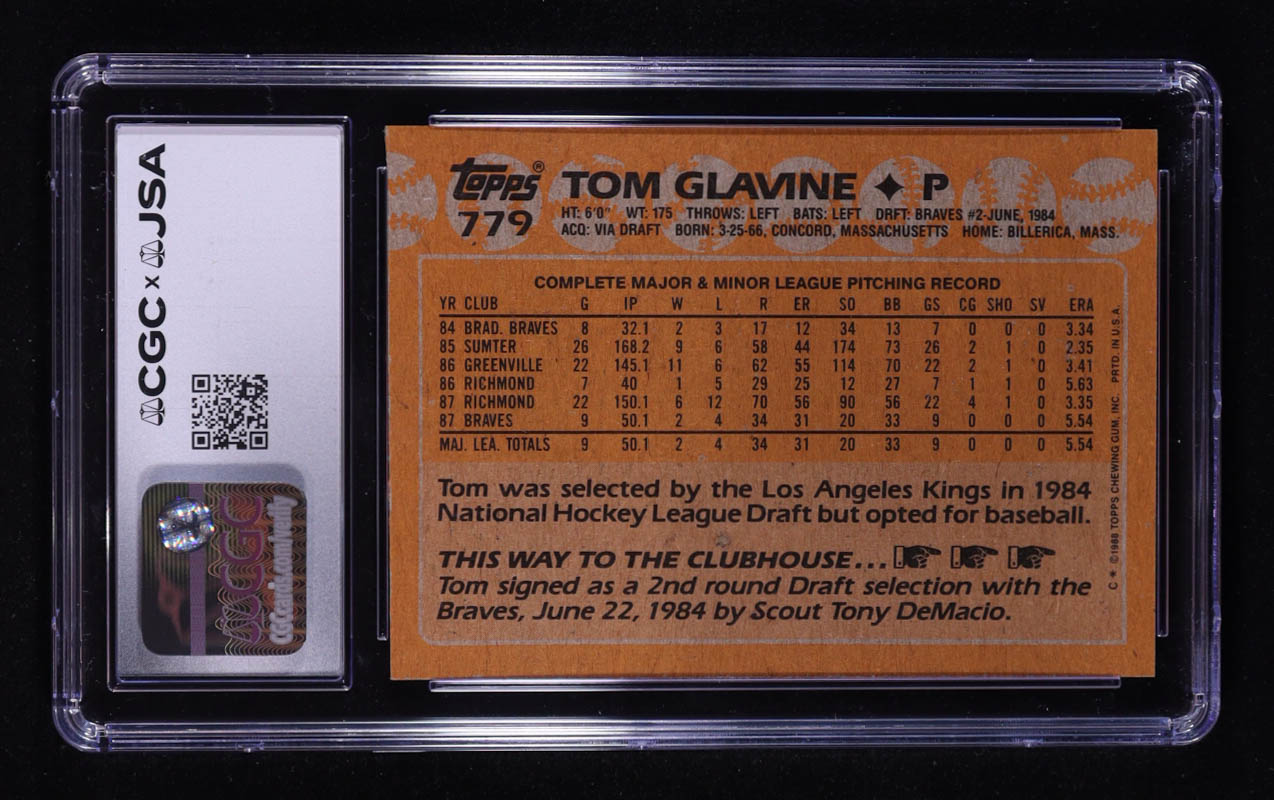 CGC x JSA
CGC
cgccards.com/verify
Topps®
779
TOM GLAVINE ✦ P
HT: 6'0" WT: 175 THROWS: LEFT BATS: LEFT DRFT: BRAVES #2-JUNE, 1984
ACQ: VIA DRAFT BORN: 3-25-66, CONCORD, MASSACHUSETTS HOME: BILLERICA, MASS.
COMPLETE MAJOR & MINOR LEAGUE PITCHING RECORD
YR CLUB G IP W L R ER SO BB GS CG SHO SV ERA
84 BRAD. BRAVES 8 32.1 2 3 17 12 34 13 7 0 0 0 3.34
85 SUMTER 26 168.2 9 6 58 44 174 73 26 2 1 0 2.35
86 GREENVILLE 22 145.1 11 6 62 55 114 70 22 2 1 0 3.41
86 RICHMOND 7 40 1 5 29 25 12 27 7 1 1 0 5.63
87 RICHMOND 22 150.1 6 12 70 56 90 56 22 4 1 0 3.35
87 BRAVES 9 50.1 2 4 34 31 20 33 9 0 0 0 5.54
MAJ. LEA. TOTALS 9 50.1 2 4 34 31 20 33 9 0 0 0 5.54
Tom was selected by the Los Angeles Kings in 1984
National Hockey League Draft but opted for baseball.
THIS WAY TO THE CLUBHOUSE...
Tom signed as a 2nd round Draft selection with the
Braves, June 22, 1984 by Scout Tony DeMacio.
C * ©1988 TOPPS CHEWING GUM, INC. PRTD. IN U.S.A.